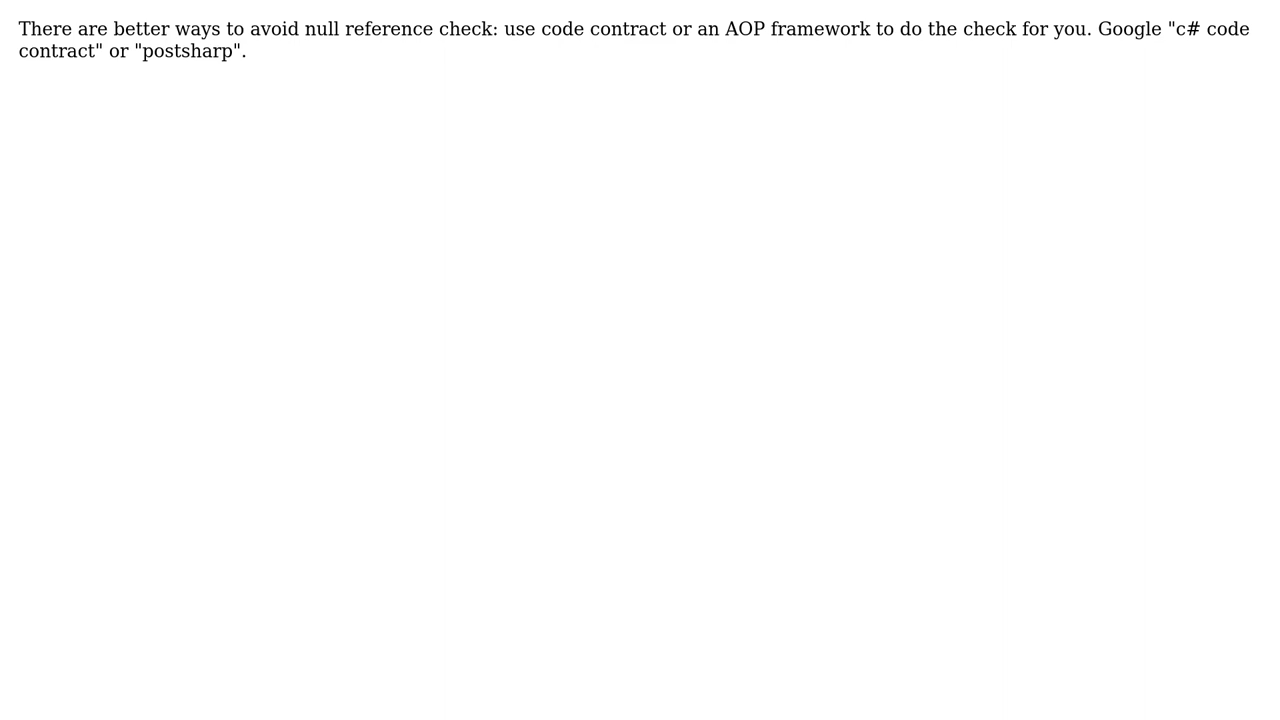 There are better ways to avoid null reference check: use code contract or an AOP framework to do the check for you. Google "c# code
contract" or "postsharp".